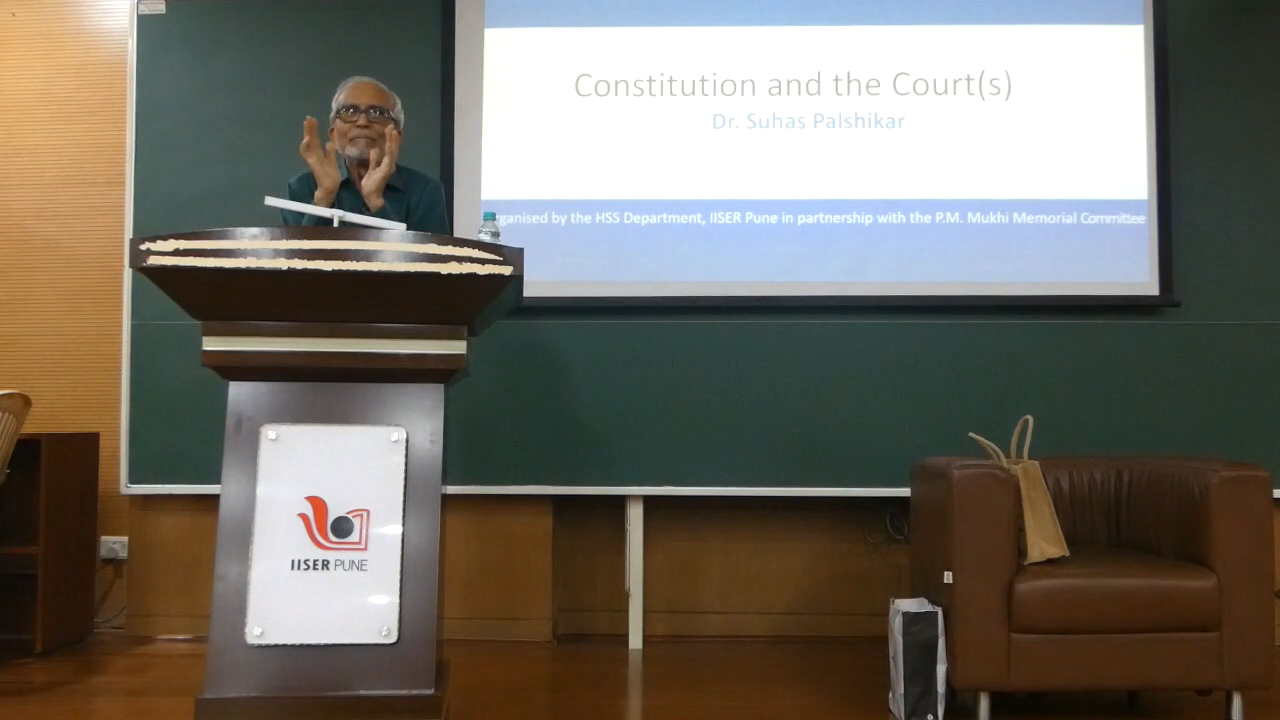 Constitution and the Court(s)
Dr. Suhas Palshikar
rganised by the HSS Department, IISER Pune in partnership with the P.M. Mukhi Memorial Committee
IISER PUNE